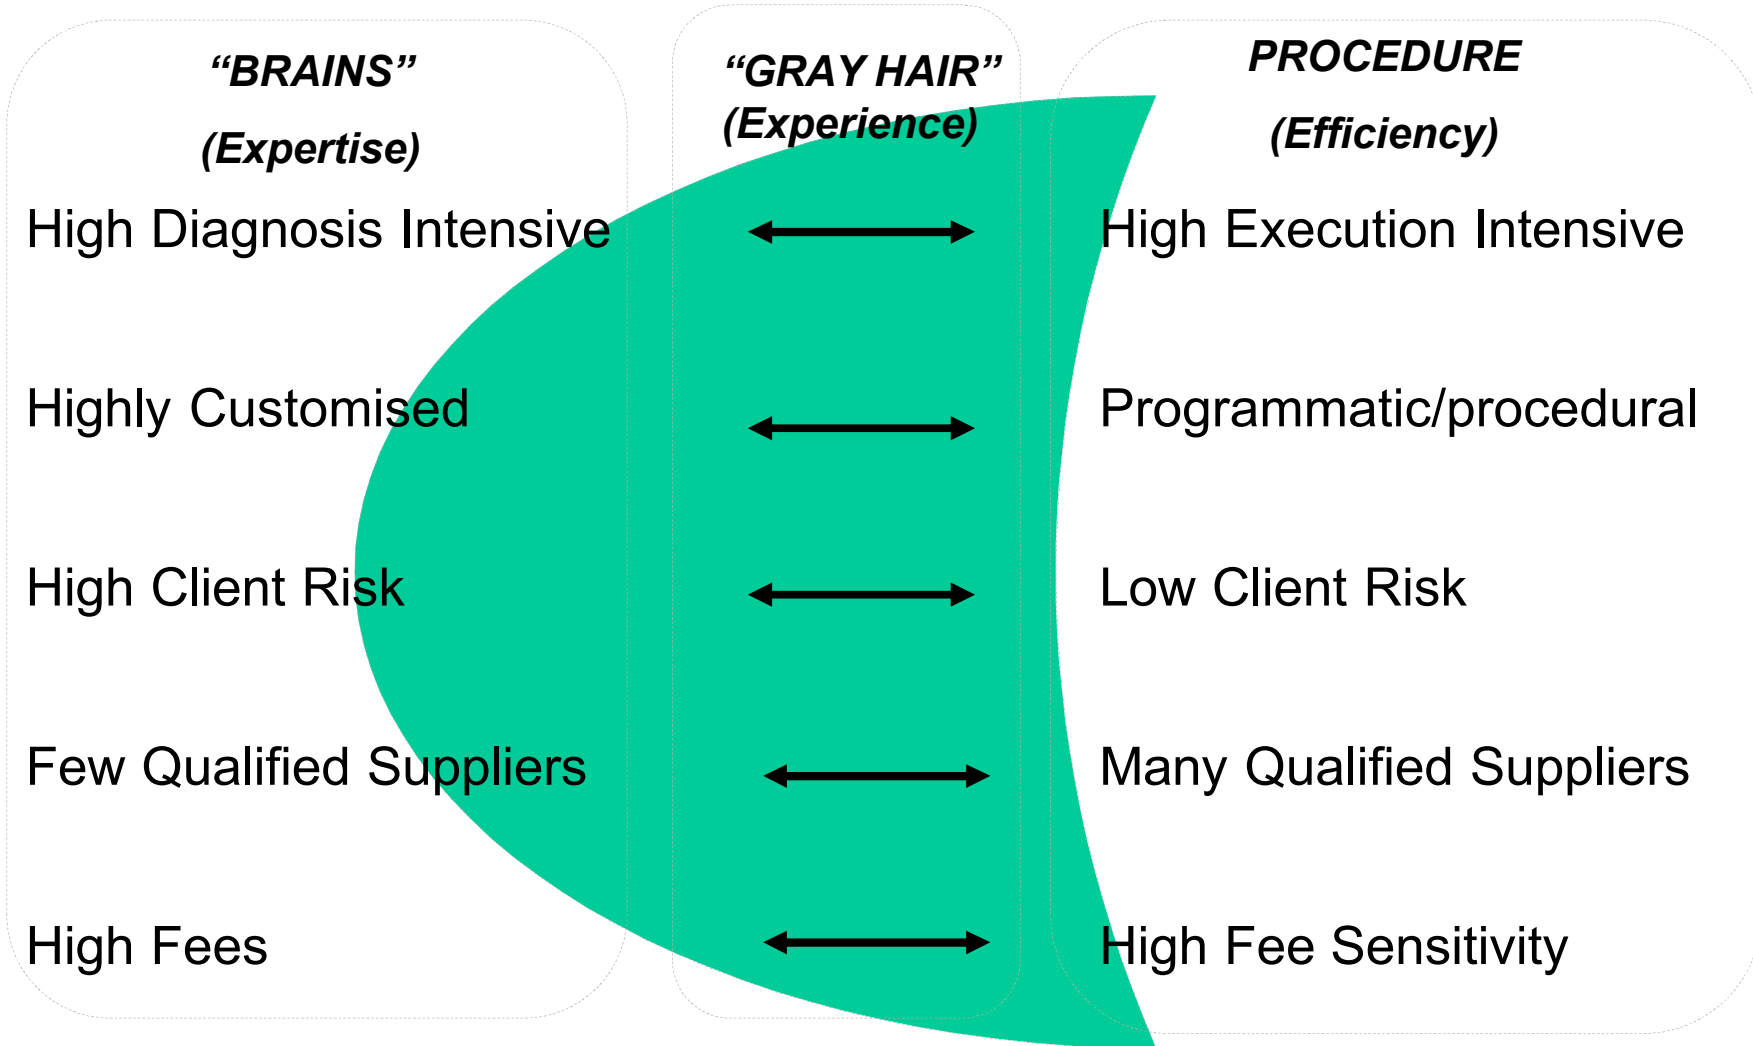 “BRAINS”
(Expertise)
“GRAY HAIR”
(Experience)
PROCEDURE
(Efficiency)
High Diagnosis Intensive
High Execution Intensive
Highly Customised
Programmatic/procedural
High Client Risk
Low Client Risk
Few Qualified Suppliers
Many Qualified Suppliers
High Fees
High Fee Sensitivity